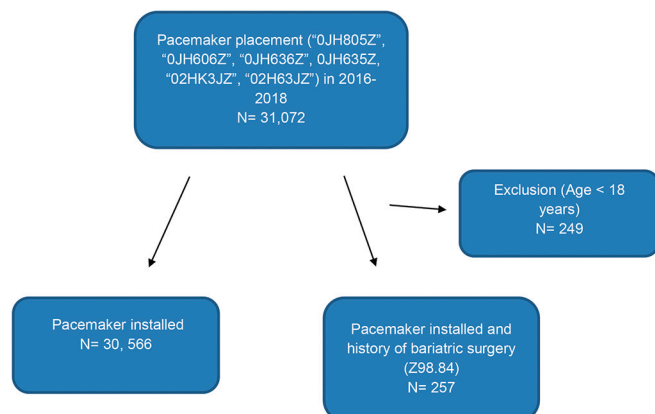 Pacemaker placement (“0JH805Z”,
“0JH606Z”, “0JH636Z”, 0JH635Z,
“02HK3JZ”, “02H63JZ”) in 2016-
2018
N= 31,072
Exclusion (Age < 18
years)
N= 249
Pacemaker installed
N= 30, 566
Pacemaker installed and
history of bariatric surgery
(Z98.84)
N= 257